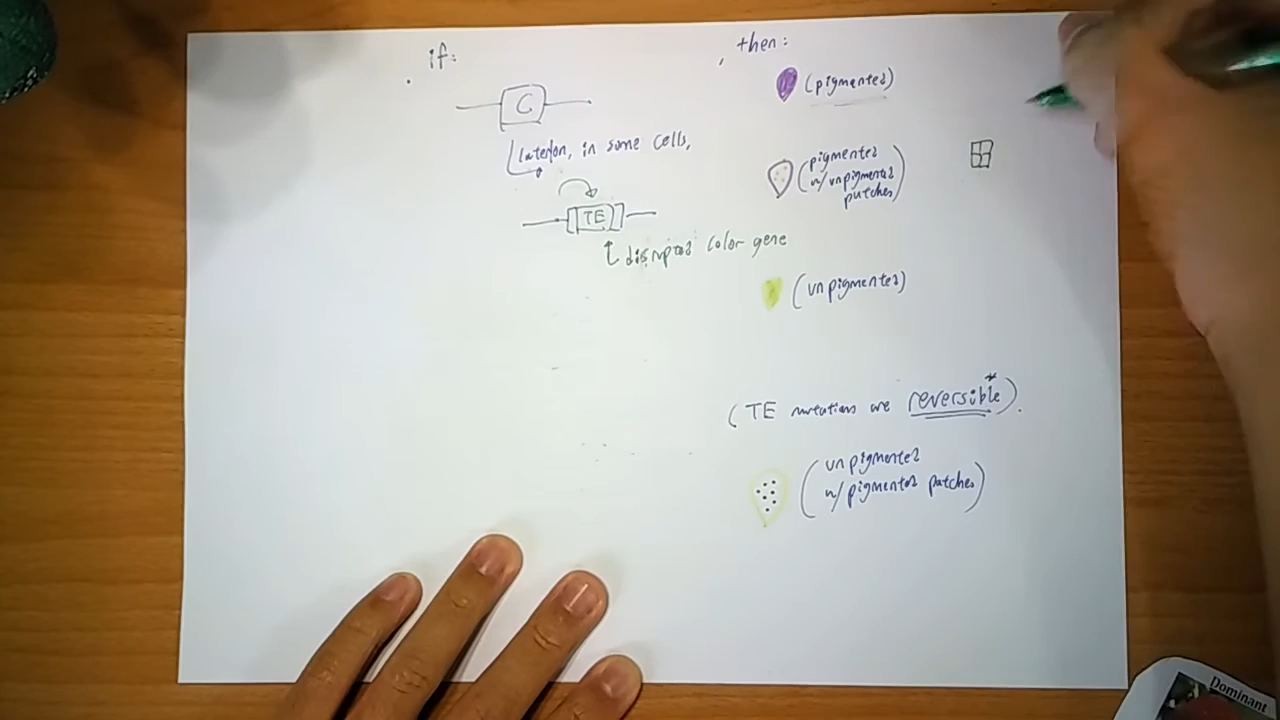 if:
, then:
C
(pigmented)
later on, in some cells,
(pigmented
w/ unpigmented
patches)
TE
disrupted color gene
(unpigmented)
(TE mutations are reversible*).
(unpigmented
w/ pigmented patches)
Dominant